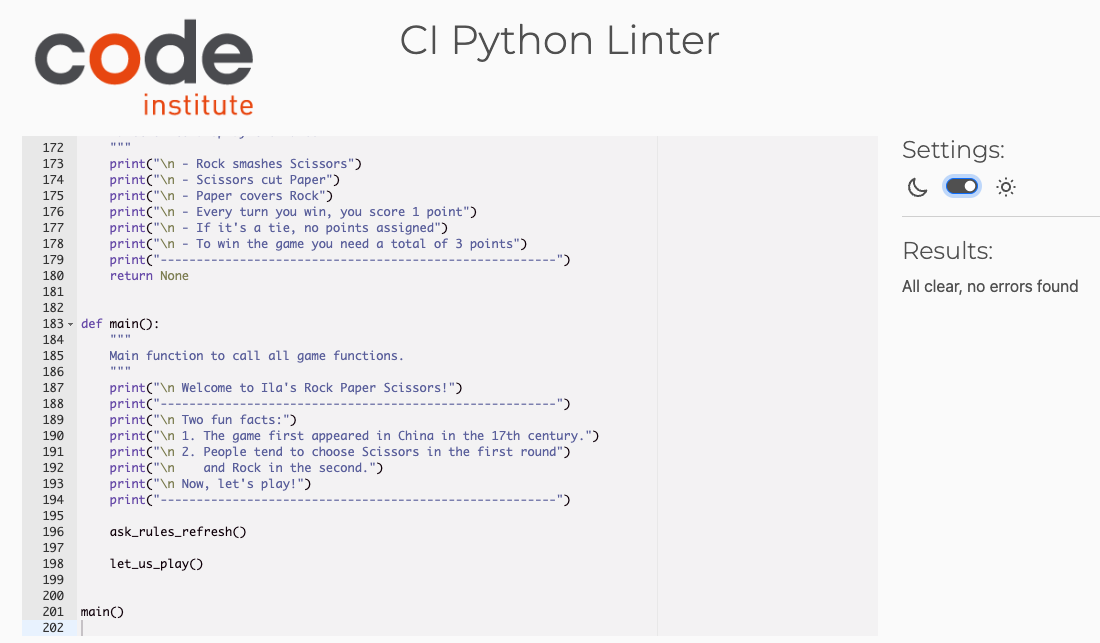 code
institute
CI Python Linter
172 """
173 print("\n - Rock smashes Scissors")
174 print("\n - Scissors cut Paper")
175 print("\n - Paper covers Rock")
176 print("\n - Every turn you win, you score 1 point")
177 print("\n - If it's a tie, no points assigned")
178 print("\n - To win the game you need a total of 3 points")
179 print("-------------------------------------------------------")
180 return None
181
182
183 def main():
184 """
185 Main function to call all game functions.
186 """
187 print("\n Welcome to Ila's Rock Paper Scissors!")
188 print("-------------------------------------------------------")
189 print("\n Two fun facts:")
190 print("\n 1. The game first appeared in China in the 17th century.")
191 print("\n 2. People tend to choose Scissors in the first round")
192 print("\n    and Rock in the second.")
193 print("\n Now, let's play!")
194 print("-------------------------------------------------------")
195
196 ask_rules_refresh()
197
198 let_us_play()
199
200
201 main()
202
Settings:
Results:
All clear, no errors found